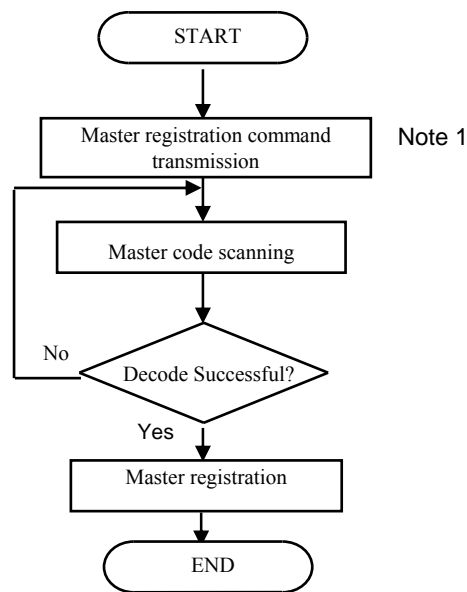 START
Master registration command
transmission
Note 1
Master code scanning
No
Decode Successful?
Yes
Master registration
END